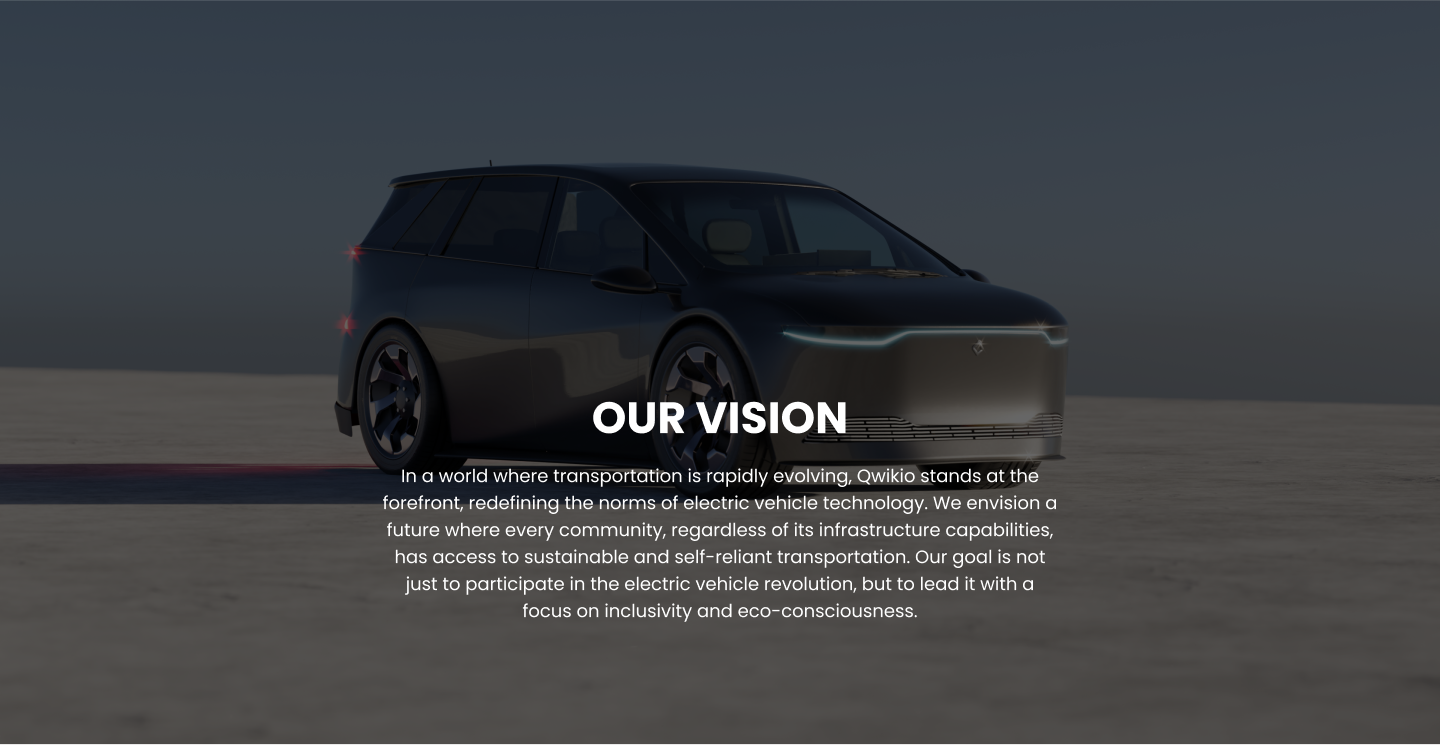 OUR VISION
In a world where transportation is rapidly evolving, Qwikio stands at the
forefront, redefining the norms of electric vehicle technology. We envision a
future where every community, regardless of its infrastructure capabilities,
has access to sustainable and self-reliant transportation. Our goal is not
just to participate in the electric vehicle revolution, but to lead it with a
focus on inclusivity and eco-consciousness.